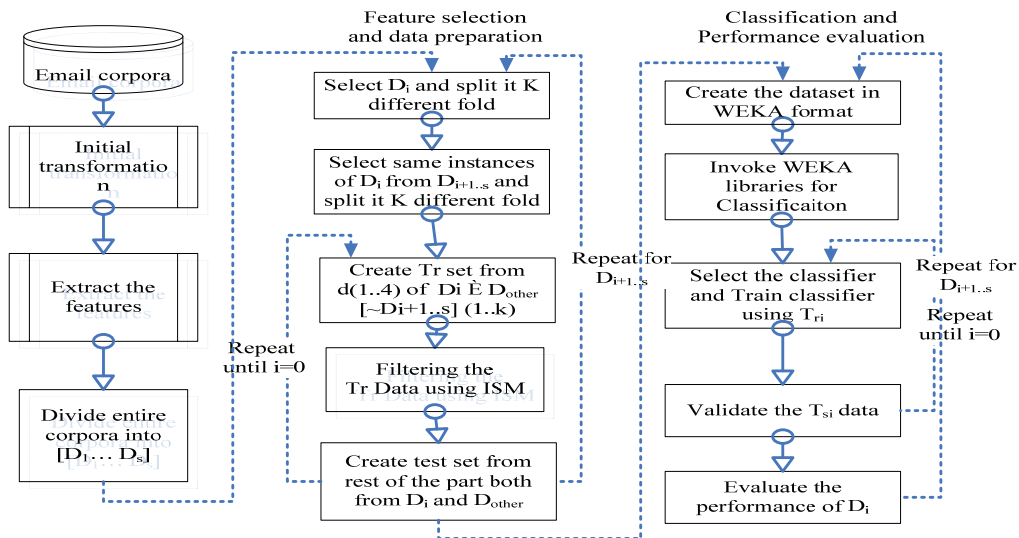 Email corpora
Initial
transformatio
n
Extract the
features
Divide entire
corpora into
[D1… Ds]
Feature selection
and data preparation
Select Di and split it K
different fold
Select same instances
of Di from Di+1..s and
split it K different fold
Create Tr set from
d(1..4) of Di È Dother
[~Di+1..s] (1..k)
Filtering the
Tr Data using ISM
Create test set from
rest of the part both
from Di and Dother
Repeat
until i=0
Repeat for
Di+1..s
Classification and
Performance evaluation
Create the dataset in
WEKA format
Invoke WEKA
libraries for
Classificaiton
Select the classifier
and Train classifier
using Tri
Validate the Tsi data
Evaluate the
performance of Di
Repeat for
Di+1..s
Repeat
until i=0